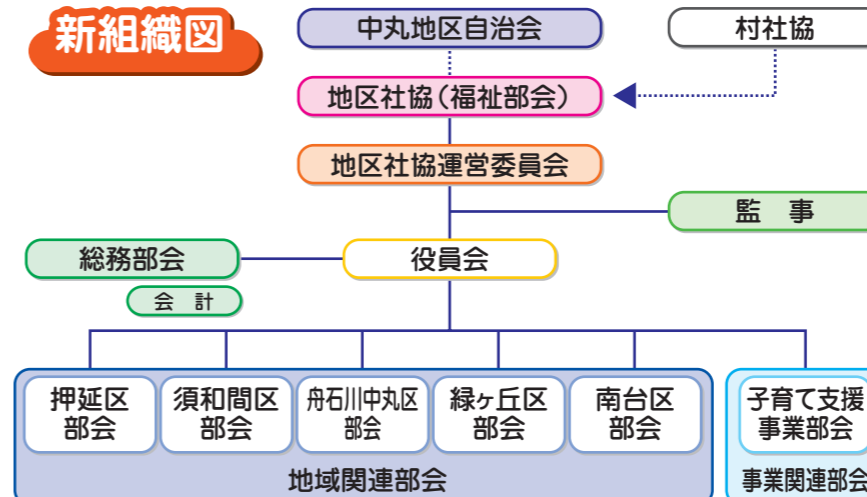 新組織図
中丸地区自治会
村社協
地区社協(福祉部会)
地区社協運営委員会
監 事
総務部会
役員会
会 計
押延区
部会
須和間区
部会
舟石川中丸区
部会
緑ヶ丘区
部会
南台区
部会
子育て支援
事業部会
地域関連部会
事業関連部会